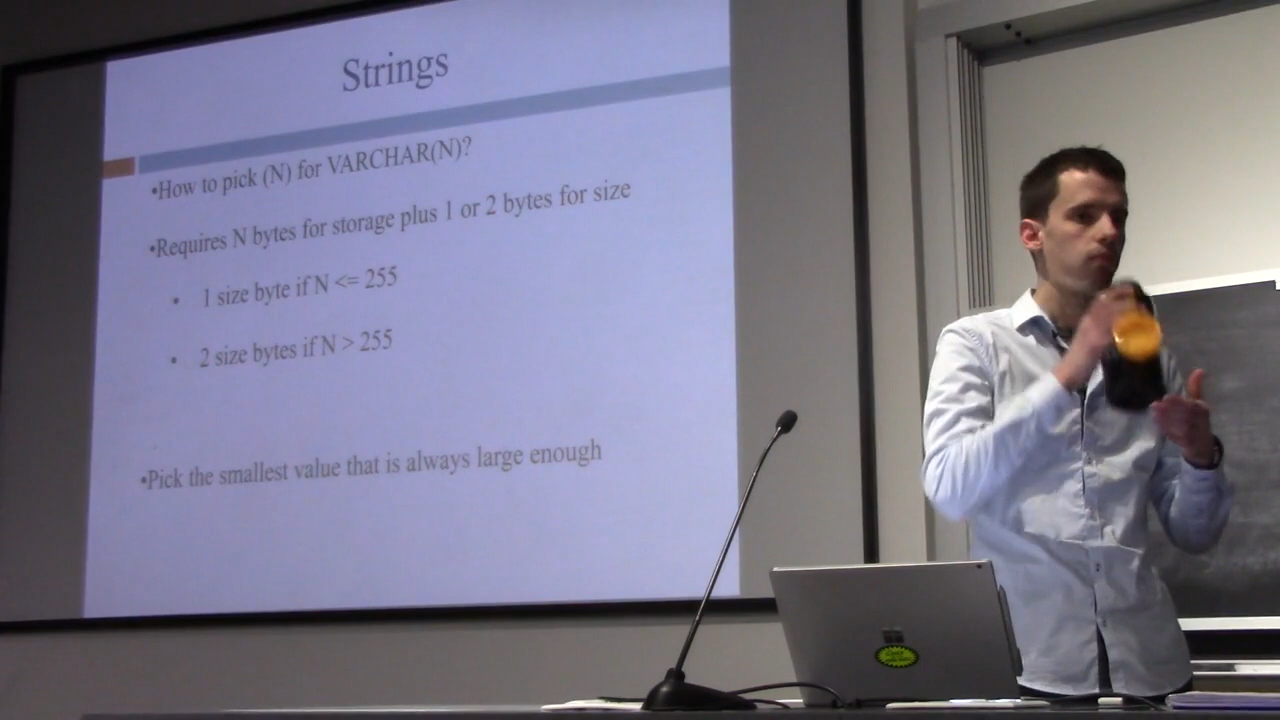 Strings
•How to pick (N) for VARCHAR(N)?
•Requires N bytes for storage plus 1 or 2 bytes for size
• 1 size byte if N <= 255
• 2 size bytes if N > 255
•Pick the smallest value that is always large enough